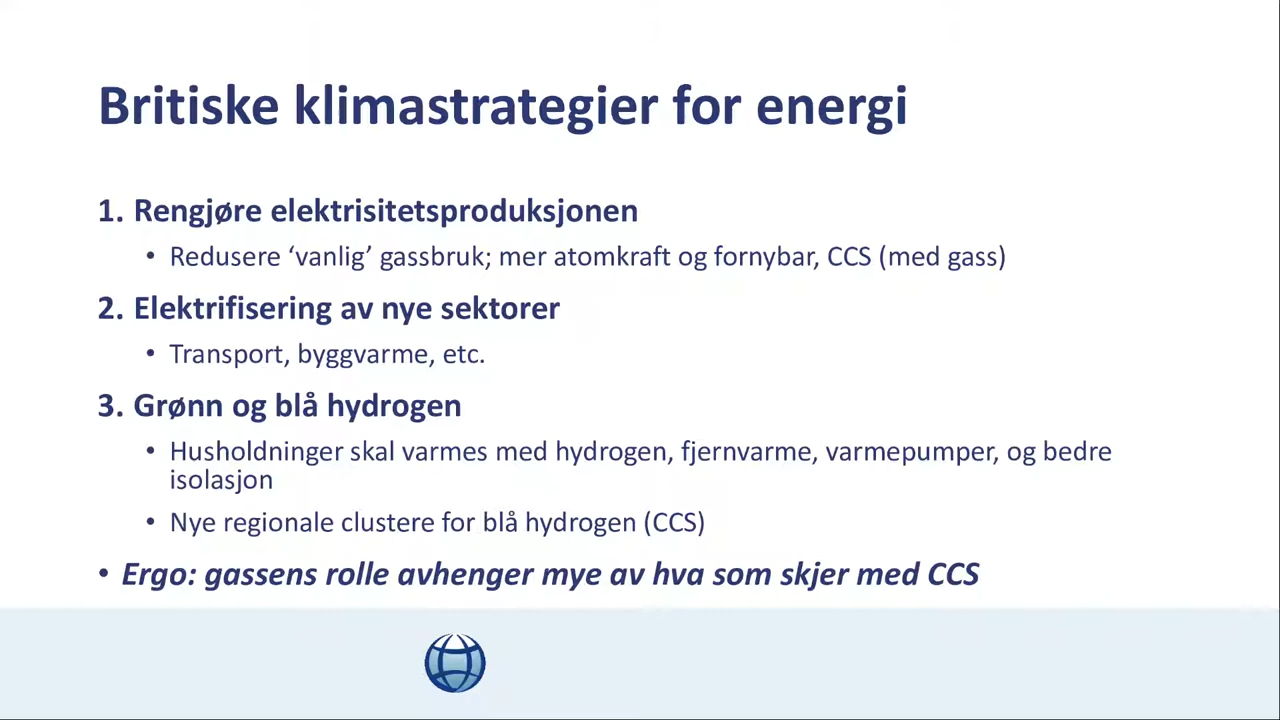 Britiske klimastrategier for energi
1. Rengjøre elektrisitetsproduksjonen
• Redusere ‘vanlig’ gassbruk; mer atomkraft og fornybar, CCS (med gass)
2. Elektrifisering av nye sektorer
• Transport, byggvarme, etc.
3. Grønn og blå hydrogen
• Husholdninger skal varmes med hydrogen, fjernvarme, varmepumper, og bedre
isolasjon
• Nye regionale clustere for blå hydrogen (CCS)
• Ergo: gassens rolle avhenger mye av hva som skjer med CCS